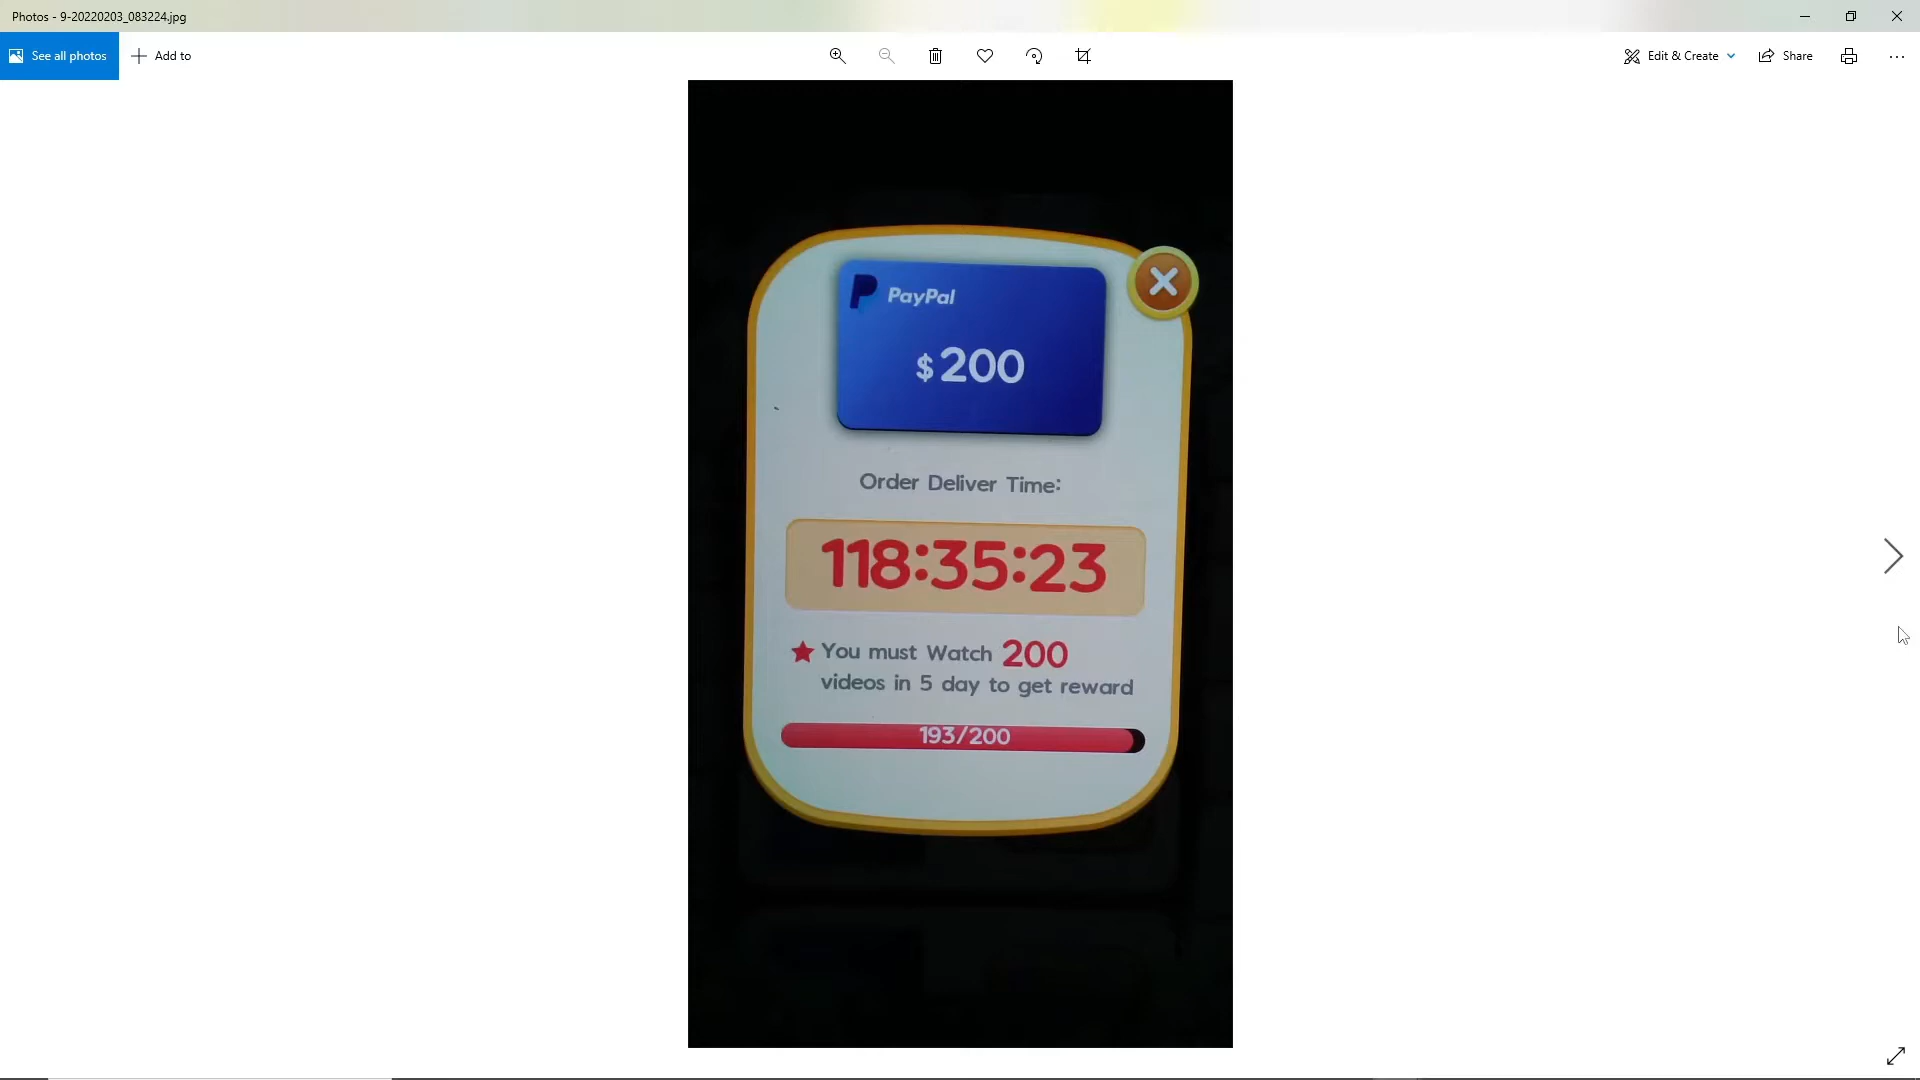 Photos - 9-20220203_083224.jpg
See all photos
Add to
Edit & Create
Share
PayPal
$200
Order Deliver Time:
118:35:23
You must Watch 200
videos in 5 day to get reward
193/200